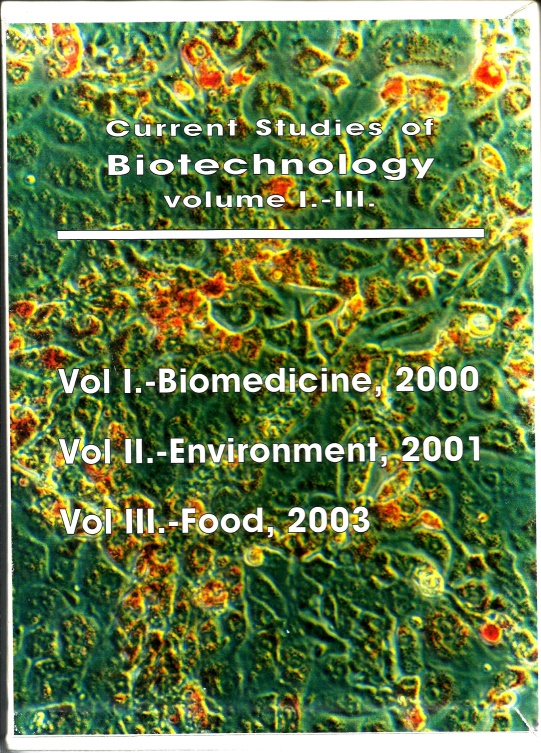 Current Studies of
Biotechnology
volume I.-III.
Vol I.-Biomedicine, 2000
Vol II.-Environment, 2001
Vol III.-Food, 2003